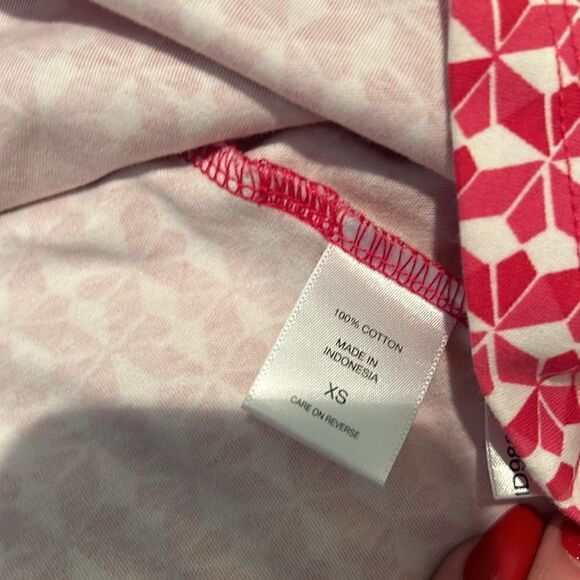 100% COTTON
MADE IN
INDONESIA
XS
CARE ON REVERSE